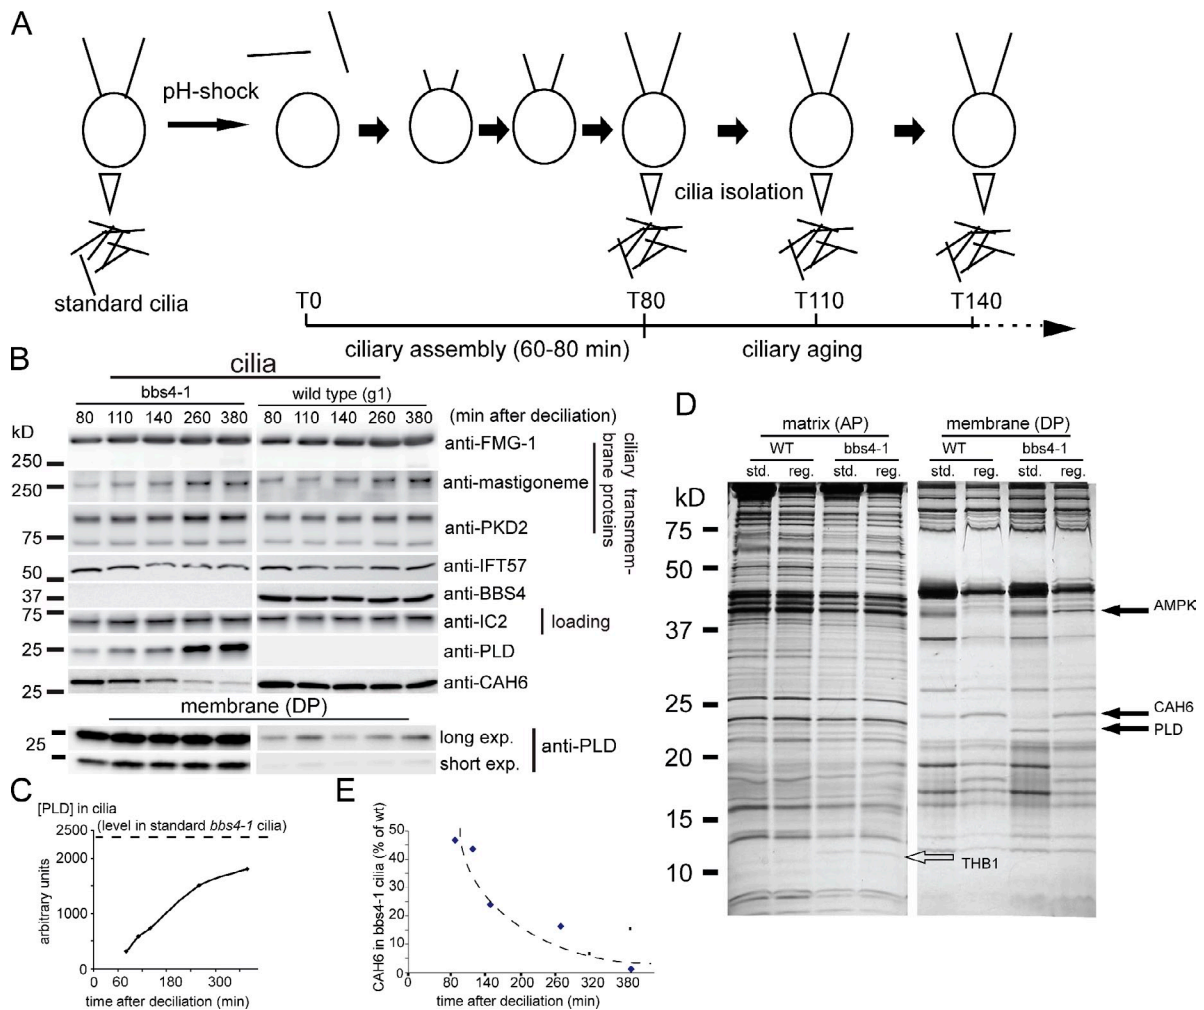 A
pH-shock
cilia isolation
standard cilia
T0
T80
T110
T140
ciliary assembly (60-80 min)
ciliary aging
B
cilia
bbs4-1
wild type (g1)
80 110 140 260 380
80 110 140 260 380
(min after deciliation)
kD
250
250
75
50
37
75
25
25
anti-FMG-1
anti-mastigoneme
anti-PKD2
anti-IFT57
anti-BBS4
anti-IC2
loading
anti-PLD
anti-CAH6
ciliary transmem-
brane proteins
membrane (DP)
25
long exp.
short exp.
anti-PLD
C
[PLD] in cilia
(level in standard bbs4-1 cilia)
arbitrary units
2500
2000
1000
0
0 60 180 300
time after deciliation (min)
E
CAH6 in bbs4-1 cilia (% of wt)
50
40
30
20
10
0
0 80 140 200 260 320 380
time after deciliation (min)
D
matrix (AP)
membrane (DP)
WT bbs4-1
WT bbs4-1
std. reg. std. reg.
std. reg. std. reg.
kD
75
50
37
25
20
15
10
AMPK
CAH6
PLD
THB1